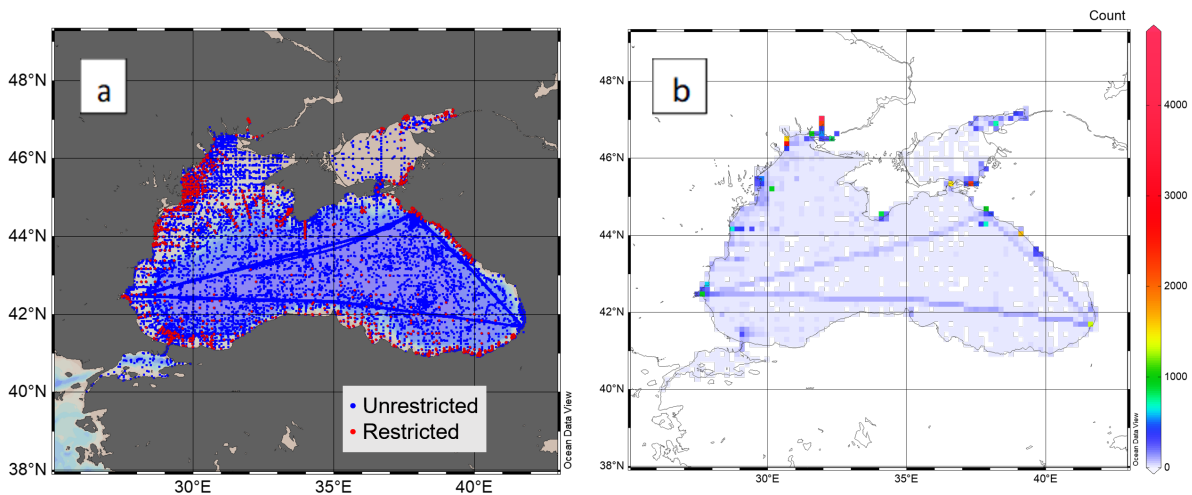 a
48°N
46°N
44°N
42°N
40°N
38°N
30°E
35°E
40°E
Unrestricted
Restricted
Ocean Data View
b
48°N
46°N
44°N
42°N
40°N
38°N
30°E
35°E
40°E
Ocean Data View
Count
4000
3000
2000
1000
0